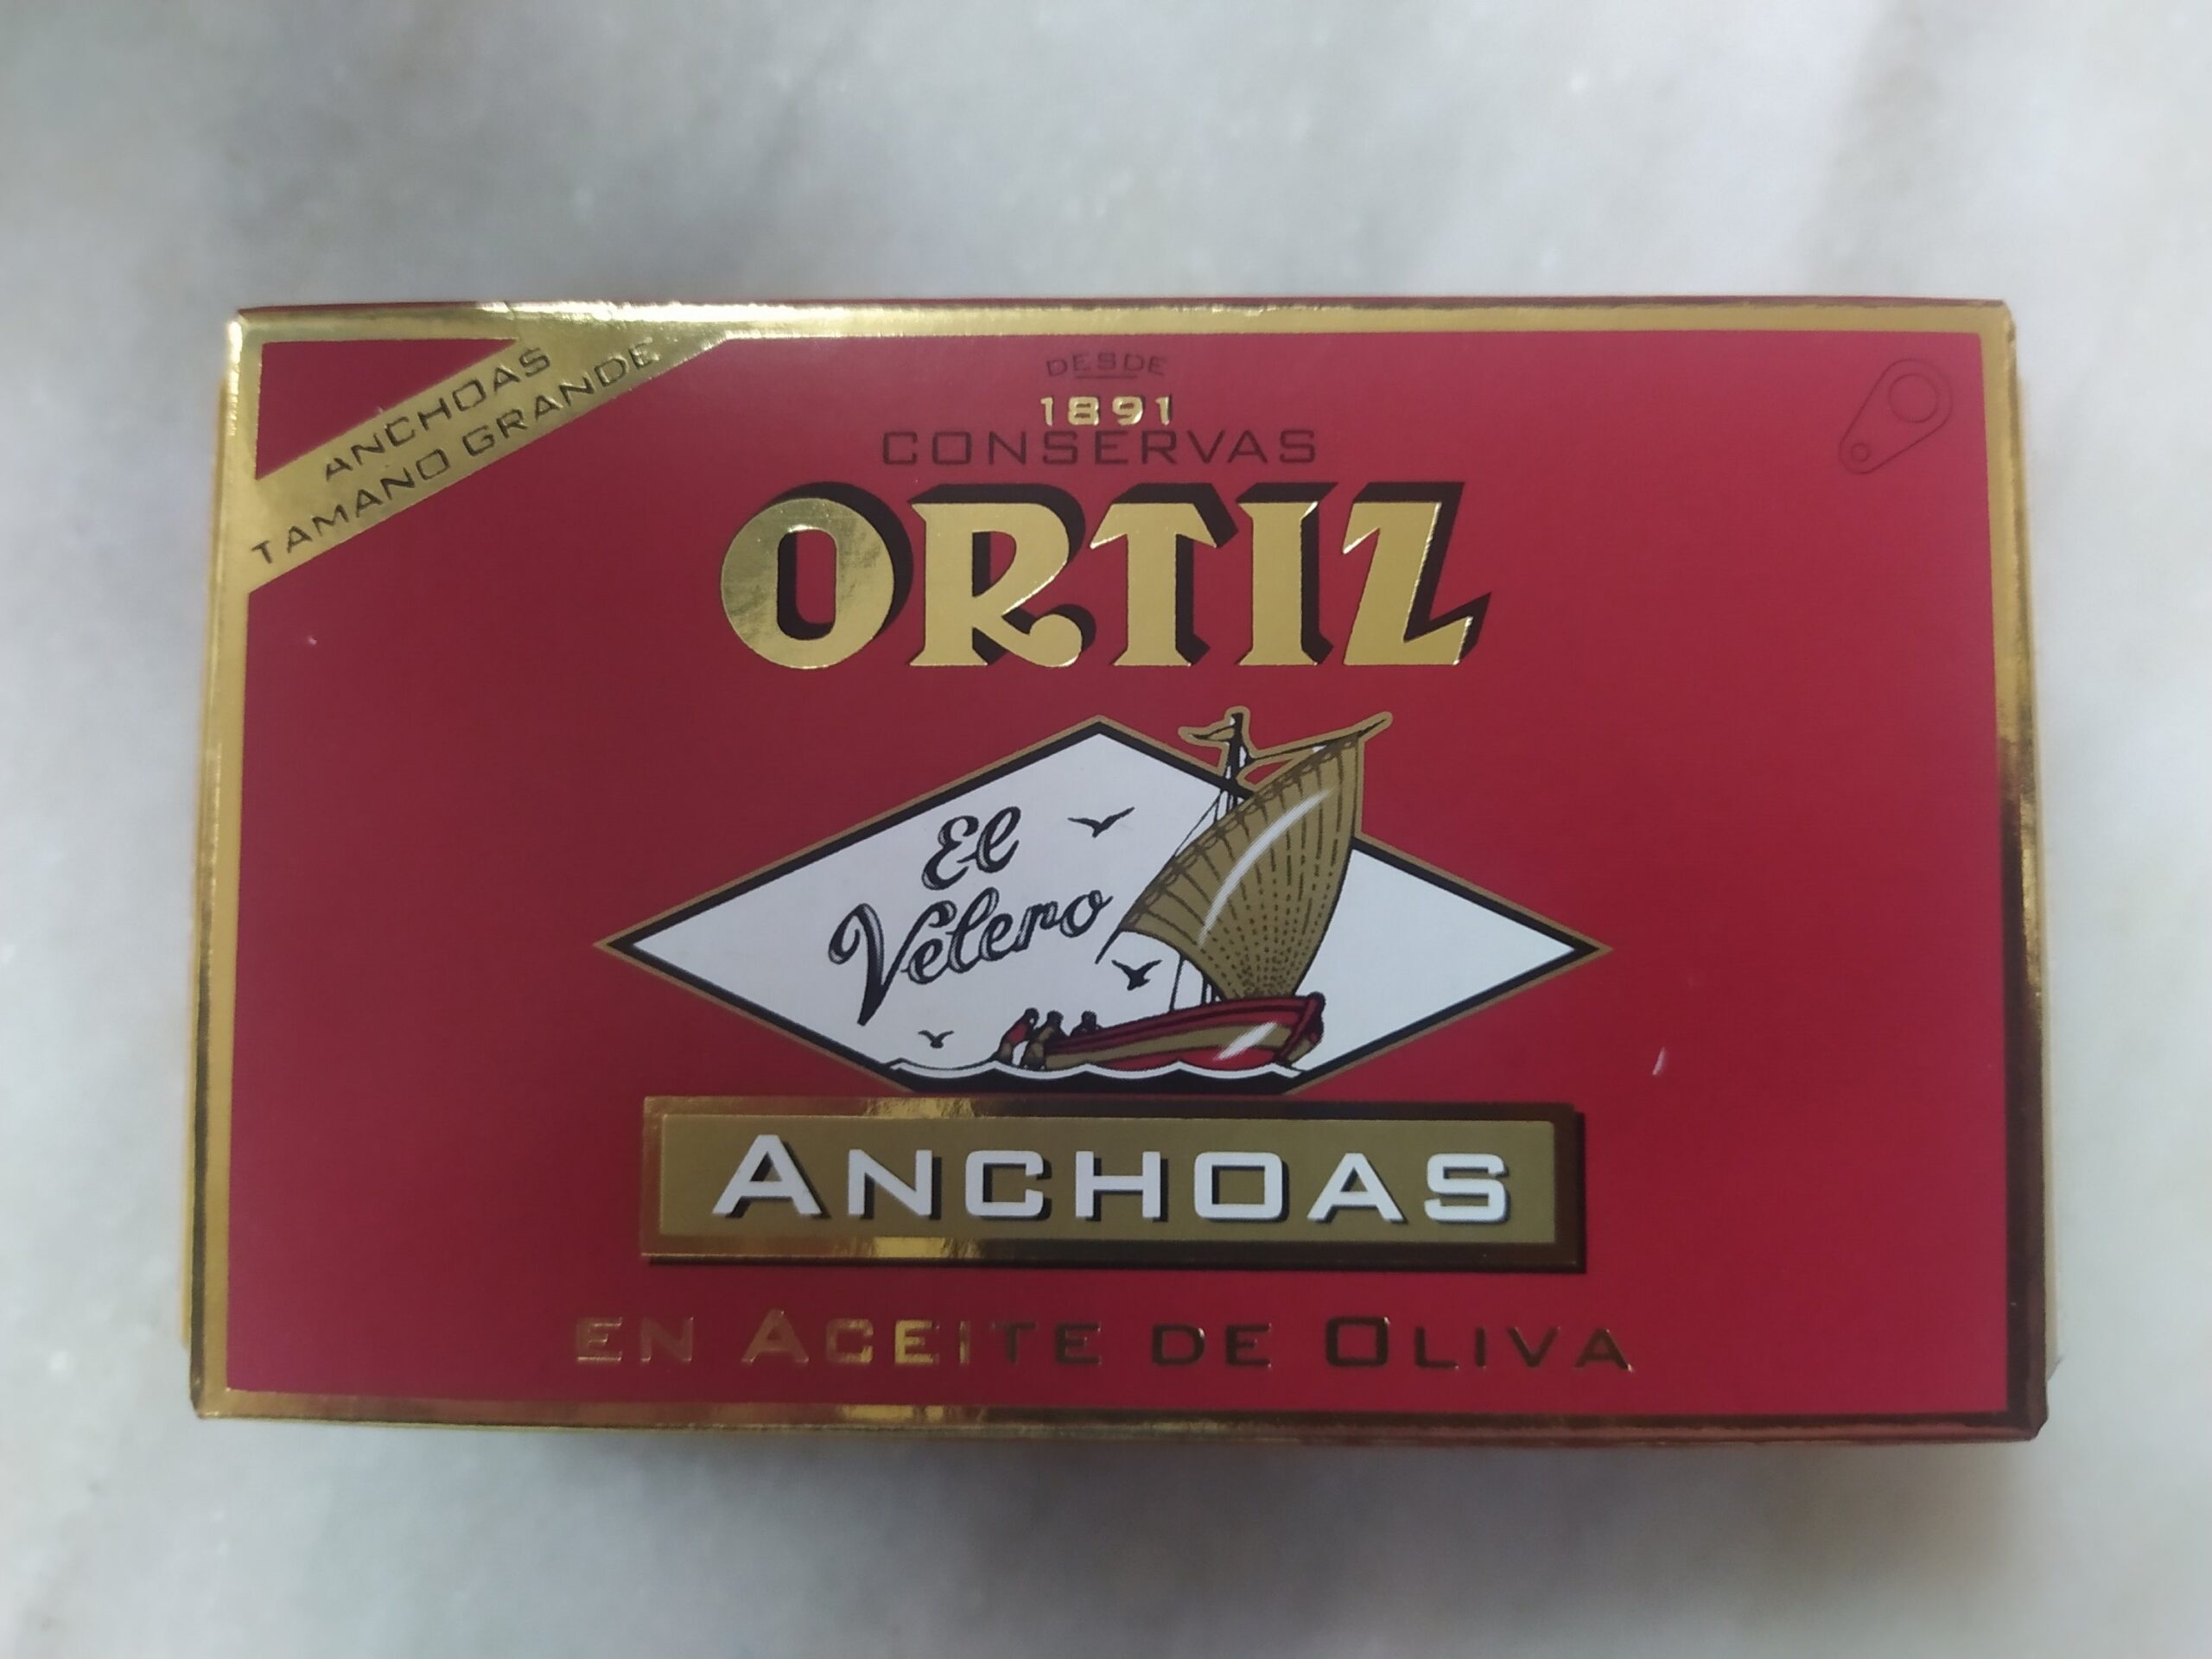 ANCHOAS
TAMANO GRANDE
DESDE
1891
CONSERVAS
ORTIZ
El
Velero
ANCHOAS
EN ACEITE DE OLIVA